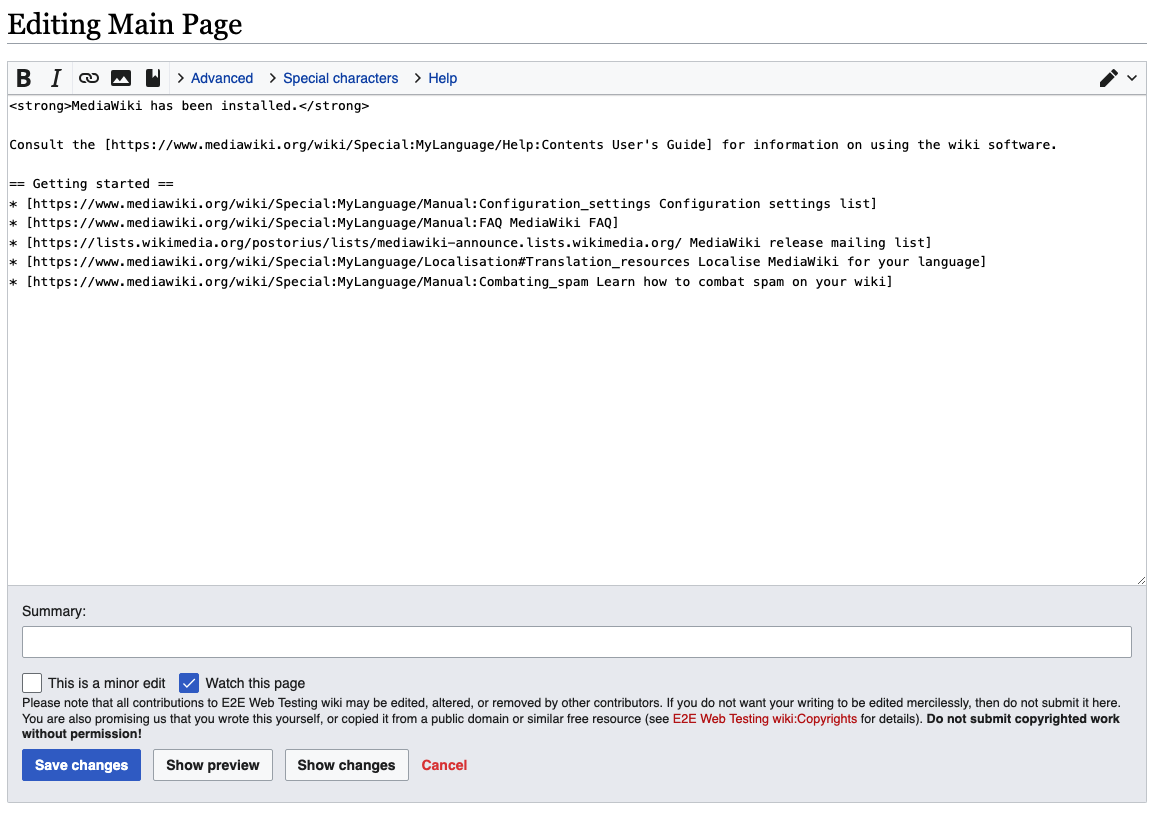 Editing Main Page
B I Advanced Special characters Help
<strong>MediaWiki has been installed.</strong>
Consult the [https://www.mediawiki.org/wiki/Special:MyLanguage/Help:Contents User's Guide] for information on using the wiki software.
== Getting started ==
* [https://www.mediawiki.org/wiki/Special:MyLanguage/Manual:Configuration_settings Configuration settings list]
* [https://www.mediawiki.org/wiki/Special:MyLanguage/Manual:FAQ MediaWiki FAQ]
* [https://lists.wikimedia.org/postorius/lists/mediawiki-announce.lists.wikimedia.org/ MediaWiki release mailing list]
* [https://www.mediawiki.org/wiki/Special:MyLanguage/Localisation#Translation_resources Localise MediaWiki for your language]
* [https://www.mediawiki.org/wiki/Special:MyLanguage/Manual:Combating_spam Learn how to combat spam on your wiki]
Summary:
This is a minor edit Watch this page
Please note that all contributions to E2E Web Testing wiki may be edited, altered, or removed by other contributors. If you do not want your writing to be edited mercilessly, then do not submit it here.
You are also promising us that you wrote this yourself, or copied it from a public domain or similar free resource (see E2E Web Testing wiki:Copyrights for details). Do not submit copyrighted work
without permission!
Save changes Show preview Show changes Cancel